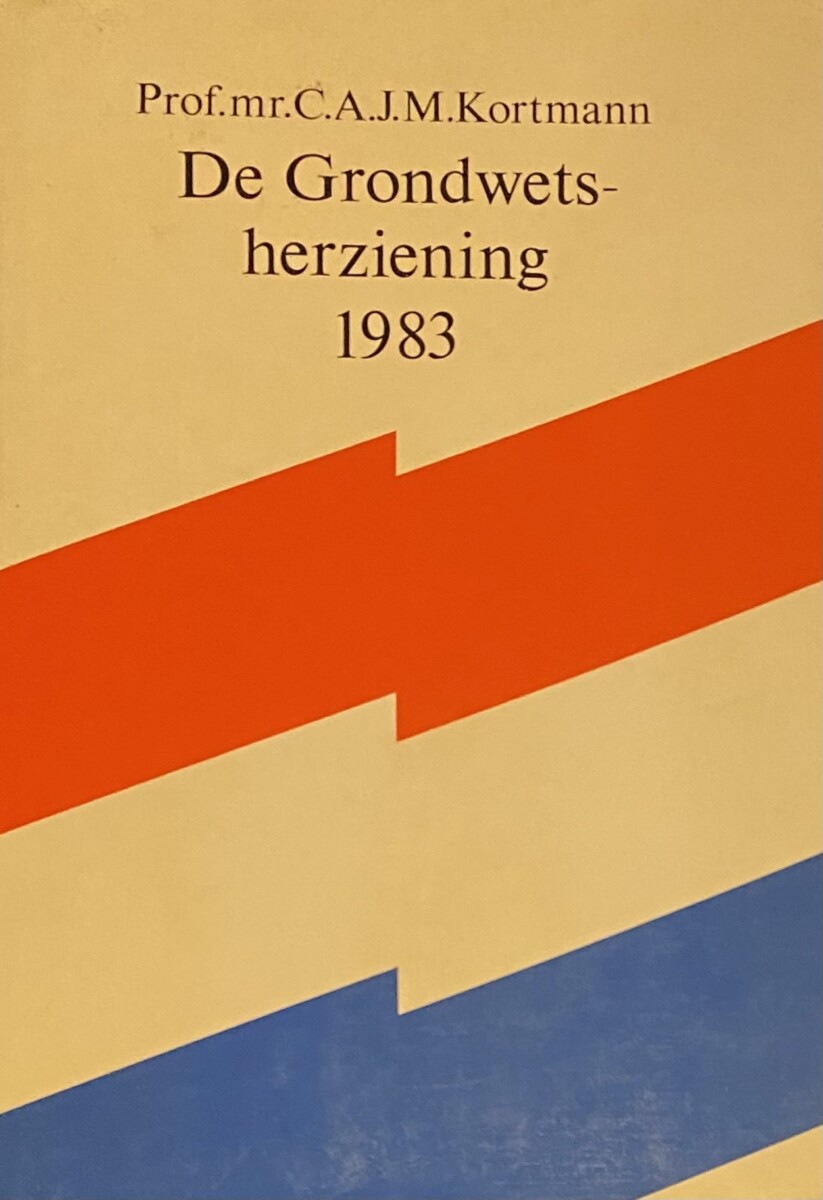 Prof.mr.C.A.J.M.Kortmann
De Grondwets-
herziening
1983